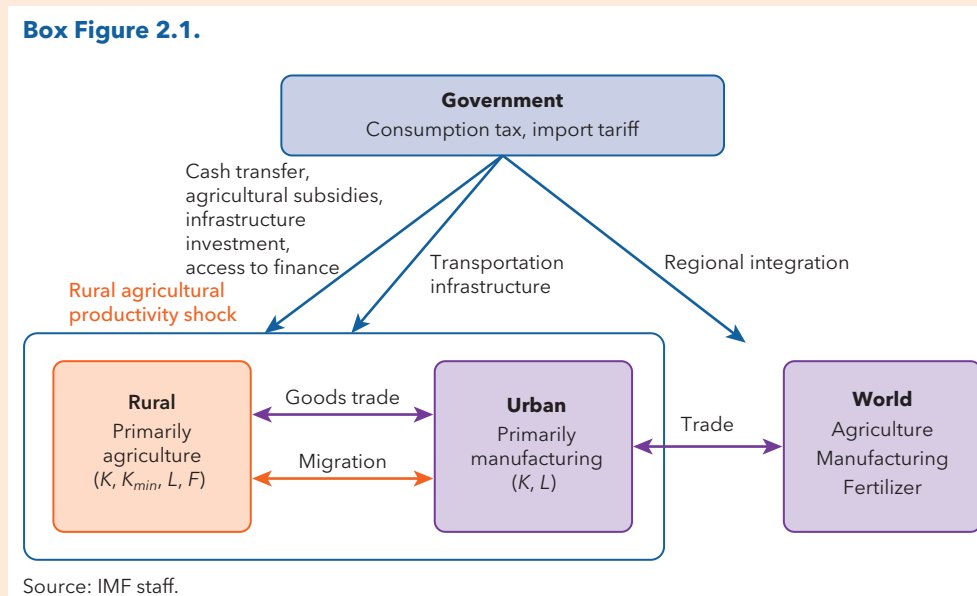 Box Figure 2.1.
Government
Consumption tax, import tariff
Cash transfer,
agricultural subsidies,
infrastructure
investment,
access to finance
Transportation
infrastructure
Regional integration
Rural agricultural
productivity shock
Rural
Primarily
agriculture
(K, Kmin, L, F)
Goods trade
Migration
Urban
Primarily
manufacturing
(K, L)
Trade
World
Agriculture
Manufacturing
Fertilizer
Source: IMF staff.